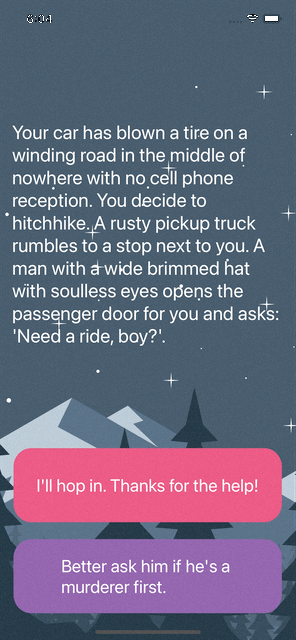 6:04
Your car has blown a tire on a
winding road in the middle of
nowhere with no cell phone
reception. You decide to
hitchhike. A rusty pickup truck
rumbles to a stop next to you. A
man with a wide brimmed hat
with soulless eyes opens the
passenger door for you and asks:
'Need a ride, boy?'.
I'll hop in. Thanks for the help!
Better ask him if he's a
murderer first.